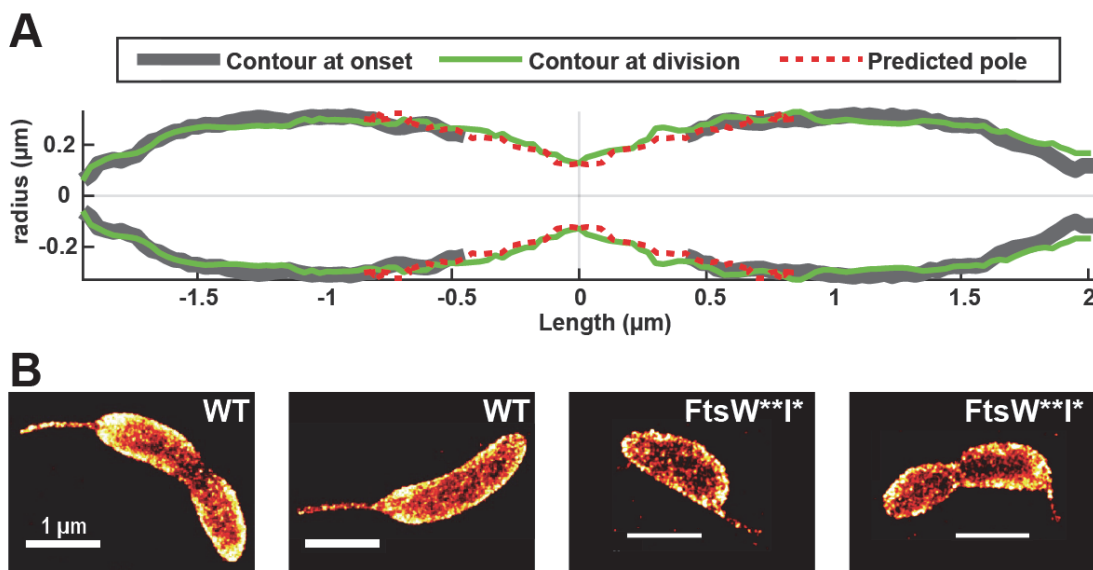 A
Contour at onset Contour at division Predicted pole
radius (µm)
0.2
0
-0.2
-1.5 -1 -0.5 0 0.5 1 1.5 2
Length (µm)
B
WT WT FtsW**I* FtsW**I*
1 µm